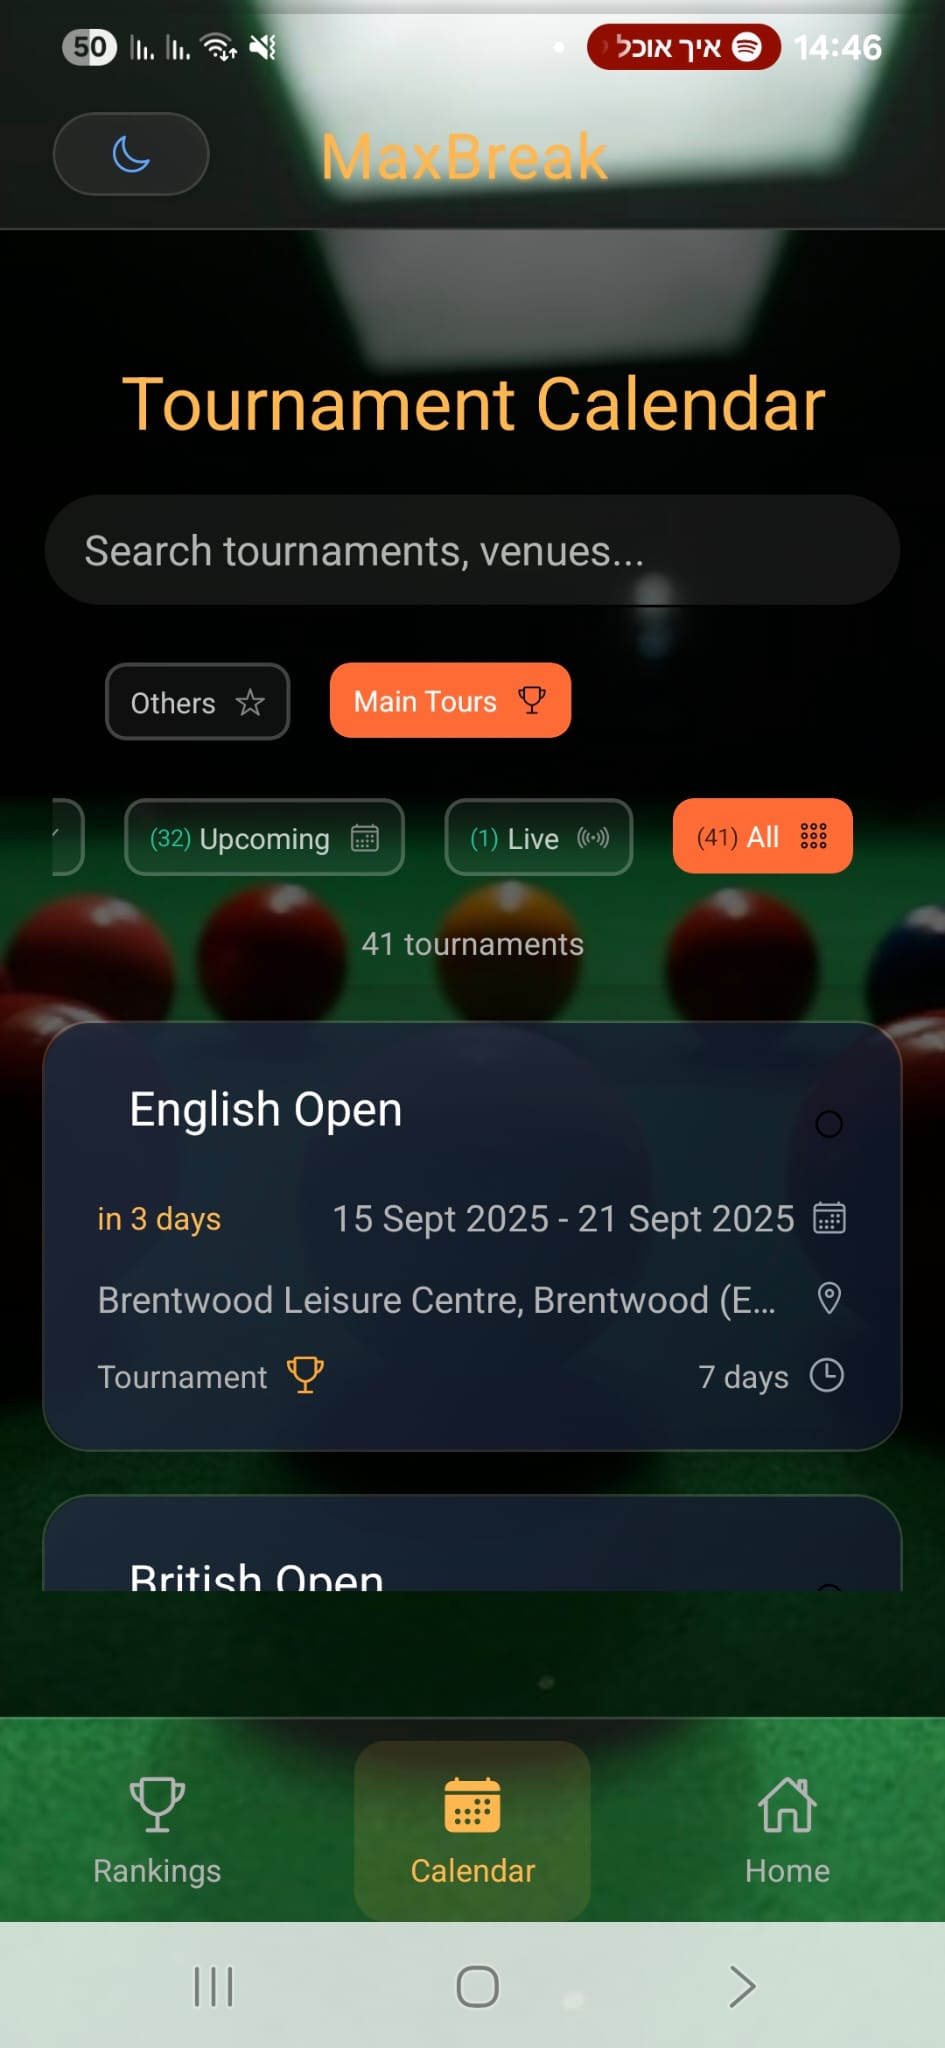 50
איך אוכל
14:46
MaxBreak
Tournament Calendar
Search tournaments, venues...
Others
Main Tours
(32) Upcoming
(1) Live
(41) All
41 tournaments
English Open
in 3 days
15 Sept 2025 - 21 Sept 2025
Brentwood Leisure Centre, Brentwood (E...
Tournament
7 days
British Open
Rankings
Calendar
Home